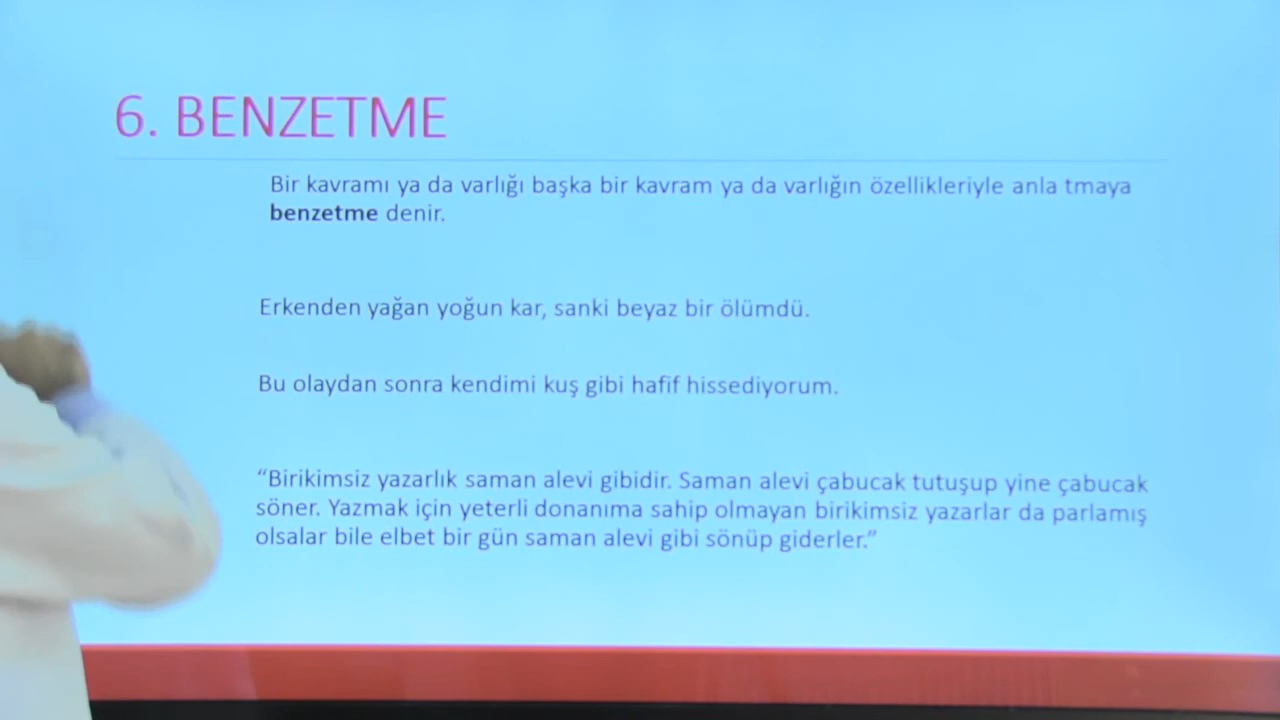 6. BENZETME
Bir kavramı ya da varlığı başka bir kavram ya da varlığın özellikleriyle anla tmaya
benzetme denir.
Erkenden yağan yoğun kar, sanki beyaz bir ölümdü.
Bu olaydan sonra kendimi kuş gibi hafif hissediyorum.
“Birikimsiz yazarlık saman alevi gibidir. Saman alevi çabucak tutuşup yine çabucak
söner. Yazmak için yeterli donanıma sahip olmayan birikimsiz yazarlar da parlamış
olsalar bile elbet bir gün saman alevi gibi sönüp giderler.”